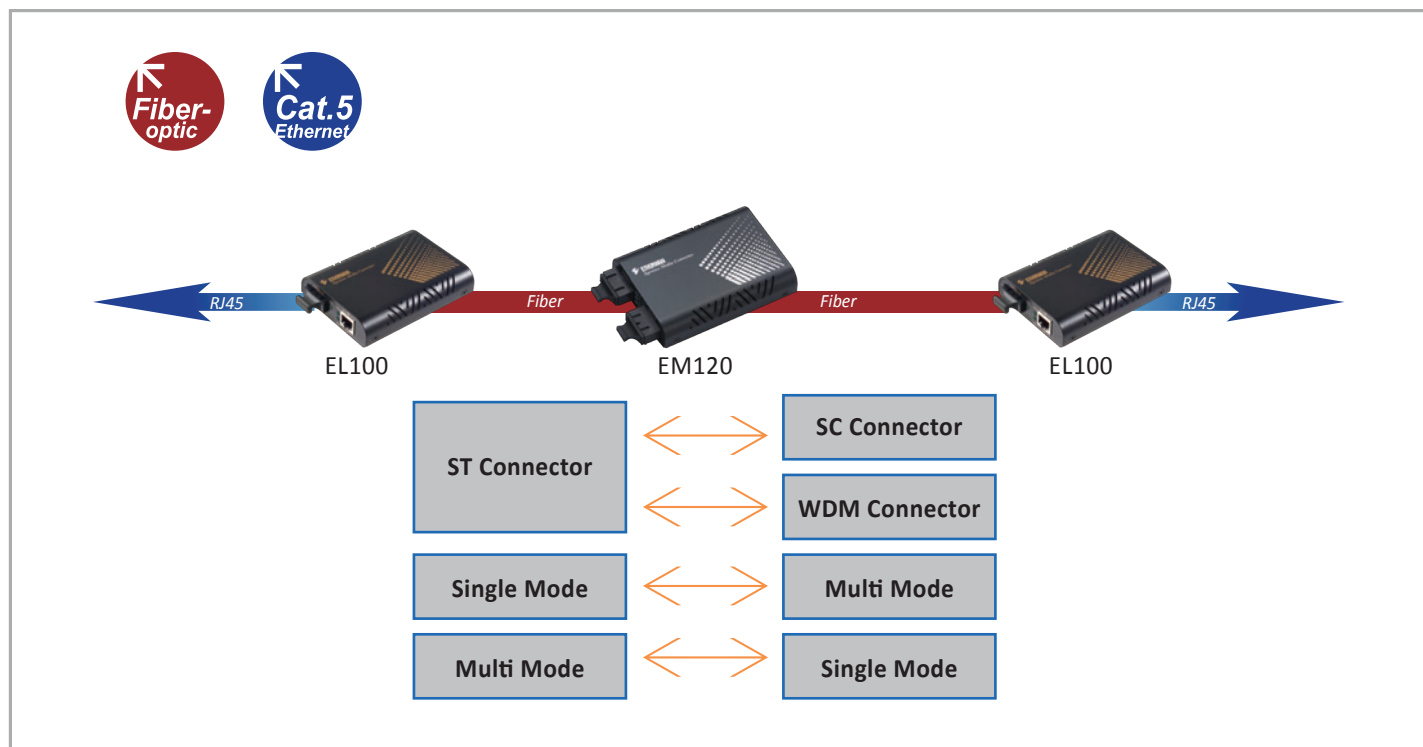 Fiber-
optic
Cat.5
Ethernet
RJ45
Fiber
Fiber
RJ45
EL100
EM120
EL100
ST Connector
SC Connector
WDM Connector
Single Mode
Multi Mode
Multi Mode
Single Mode